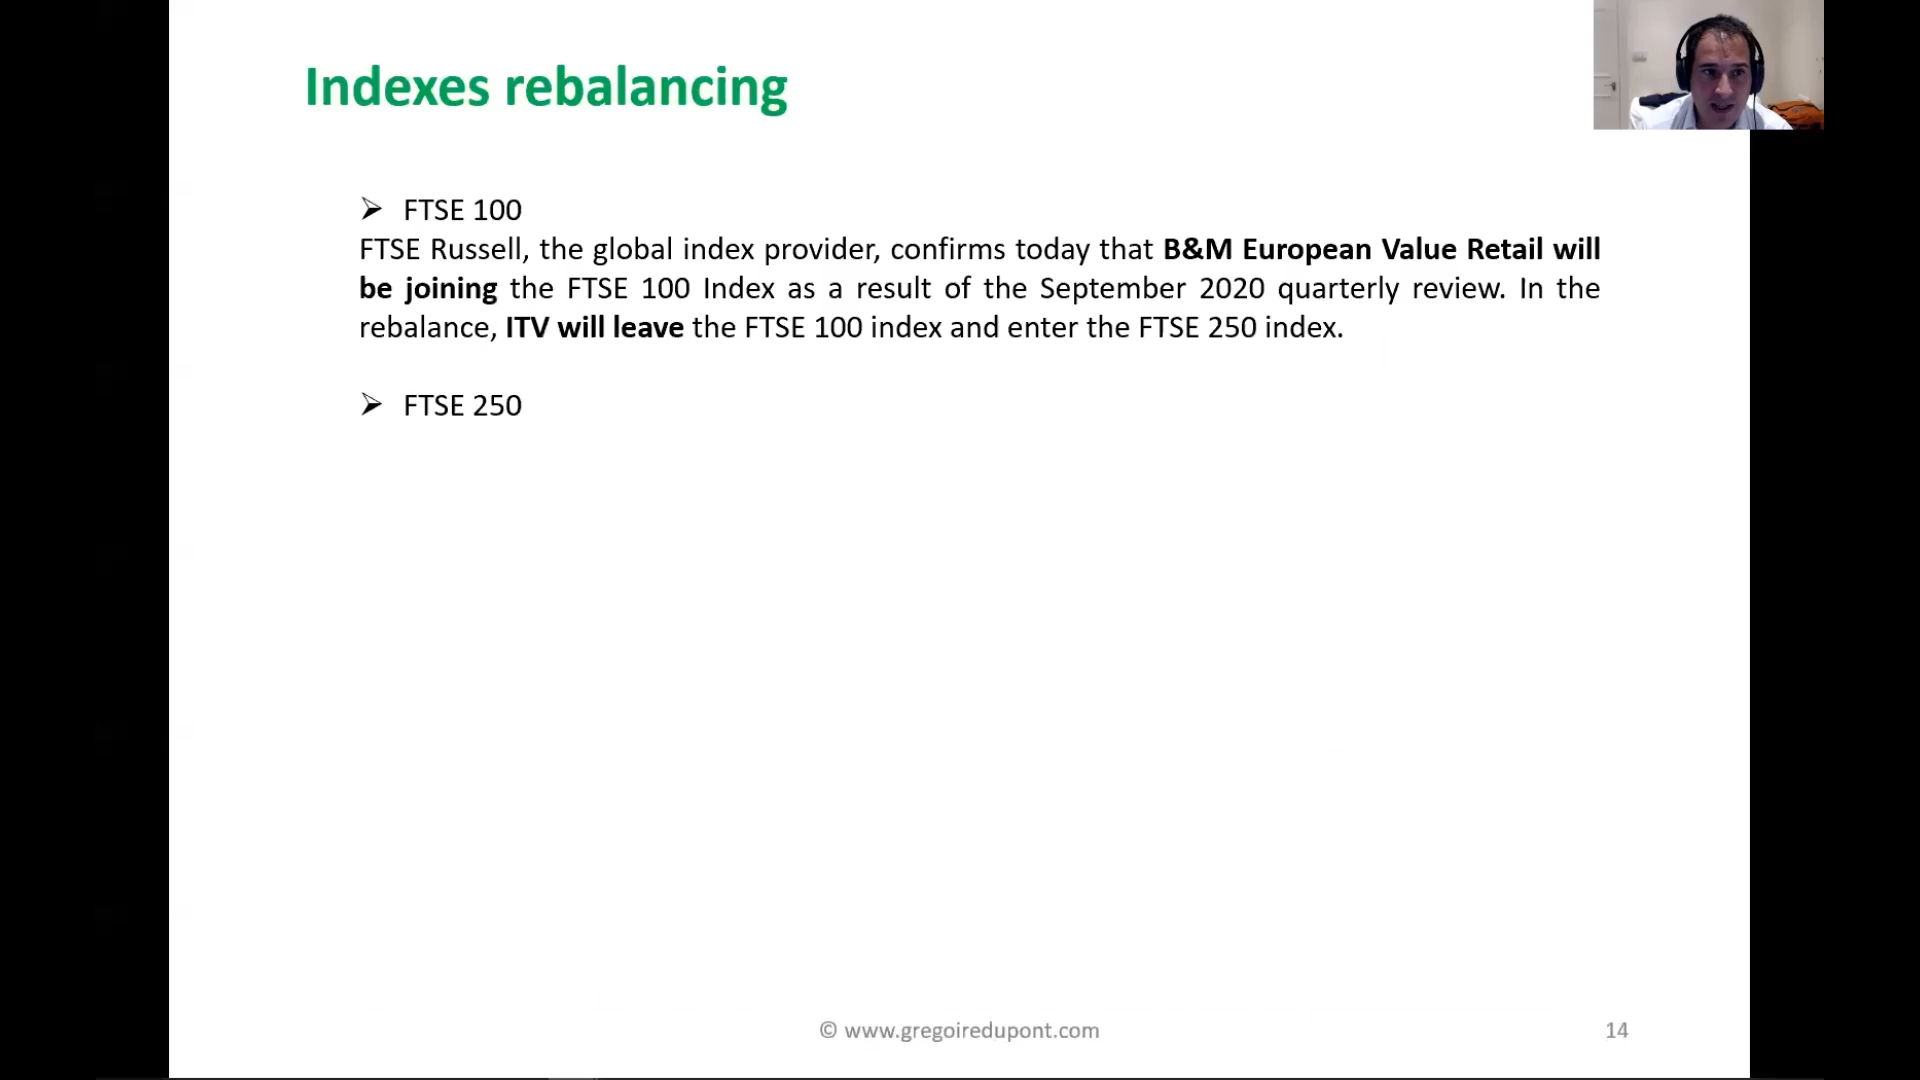 Indexes rebalancing
➢ FTSE 100
FTSE Russell, the global index provider, confirms today that B&M European Value Retail will
be joining the FTSE 100 Index as a result of the September 2020 quarterly review. In the
rebalance, ITV will leave the FTSE 100 index and enter the FTSE 250 index.
➢ FTSE 250
© www.gregoiredupont.com
14